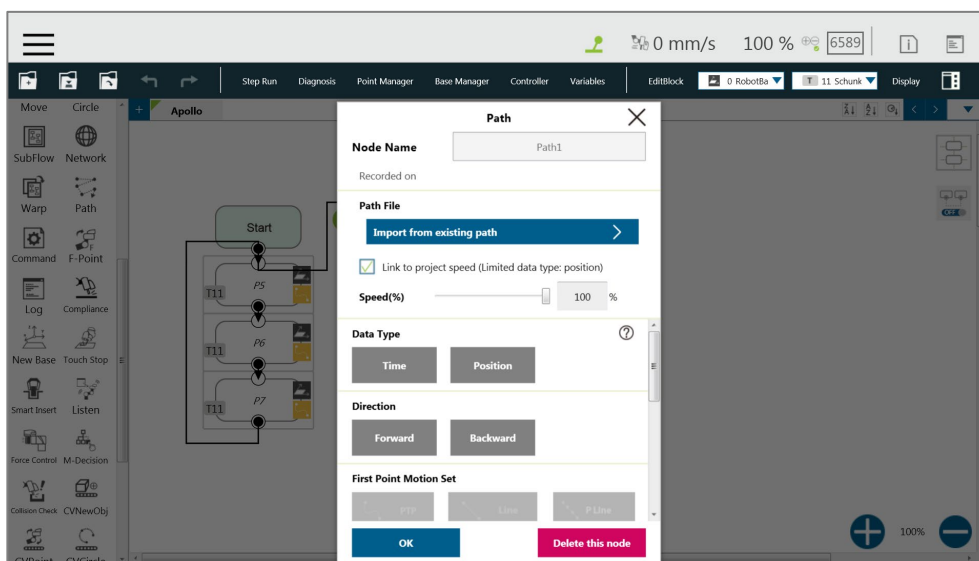 0 mm/s 100 % 6589
Step Run Diagnosis Point Manager Base Manager Controller Variables EditBlock 0 RobotBa T 11 Schunk Display
Move Circle
+ Apollo
Path
Node Name Path1
Recorded on
SubFlow Network
Path File
Import from existing path
Warp Path
Start
Link to project speed (Limited data type: position)
Command F-Point
Speed(%) 100 %
P5
T11
Log Compliance
Data Type
P6
T11
New Base Touch Stop
Time Position
Direction
P7
T11
Smart Insert Listen
Forward Backward
Force Control M-Decision
First Point Motion Set
PTP Line P Line
Collision Check CVNewObj
OK Delete this node
100%
CVPoint CVCircle
OFF